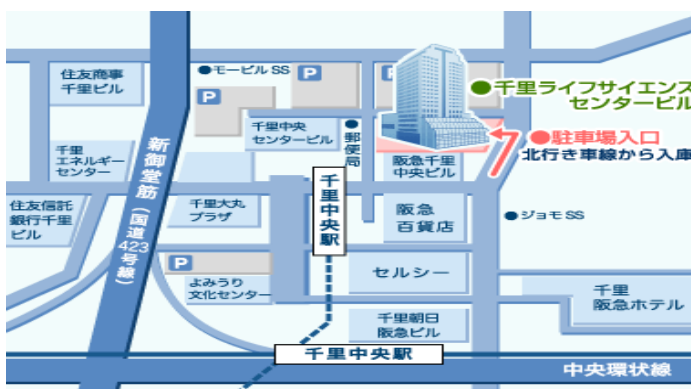 住友商事
千里ビル
●モービルSS
P
P
P
●千里ライフサイエンス
センタービル
千里中央
センタービル
●郵便局
●駐車場入口
北行き車線から入庫
千里
エネルギー
センター
新御堂筋（国道423号線）
阪急千里
中央ビル
千里中央駅
住友信託
銀行千里
ビル
千里大丸
プラザ
阪急
百貨店
●ジョモSS
P
よみうり
文化センター
セルシー
千里
阪急ホテル
千里朝日
阪急ビル
千里中央駅
中央環状線